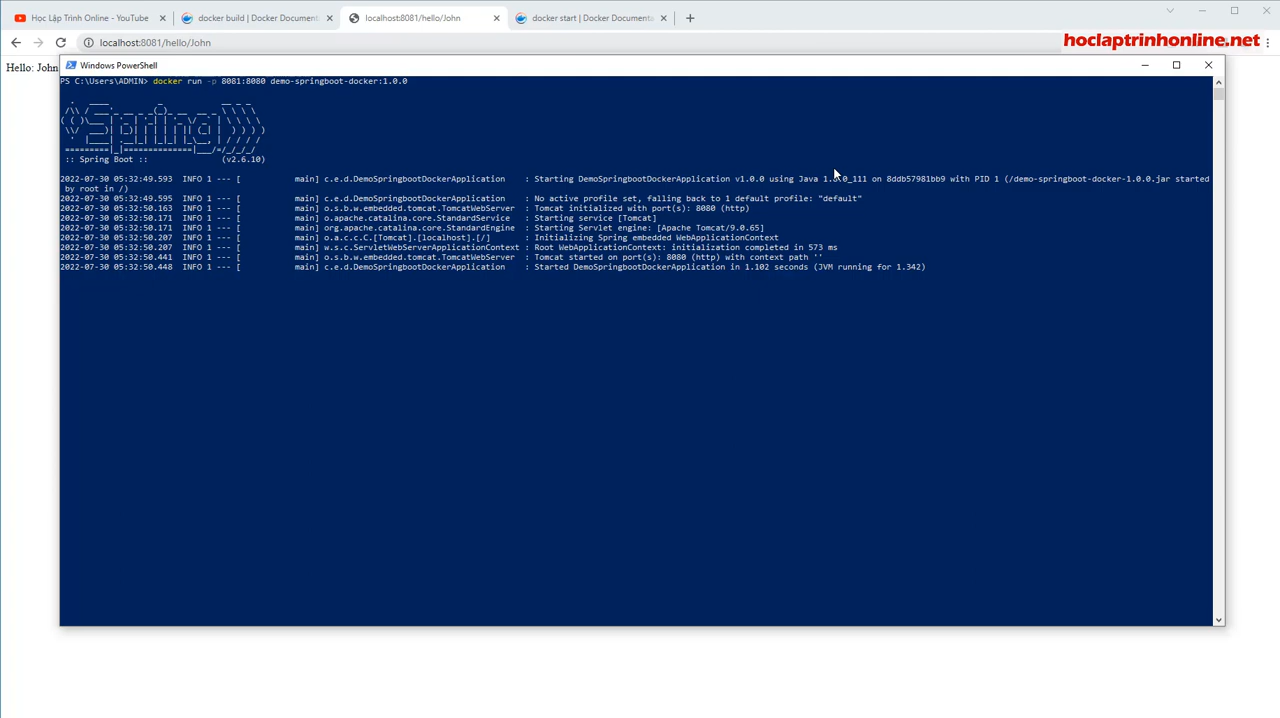 Học Lập Trình Online - YouTube
docker build | Docker Documenta
localhost:8081/hello/John
docker start | Docker Documenta
localhost:8081/hello/John
hoclaptrinhonline.net
Hello: John
Windows PowerShell
PS C:\Users\ADMIN> docker run -p 8081:8080 demo-springboot-docker:1.0.0
:: Spring Boot :: (v2.6.10)
2022-07-30 05:32:49.593 INFO 1 --- [ main] c.e.d.DemoSpringbootDockerApplication : Starting DemoSpringbootDockerApplication v1.0.0 using Java 1.8.0_111 on 8ddb57981bb9 with PID 1 (/demo-springboot-docker-1.0.0.jar started
by root in /)
2022-07-30 05:32:49.595 INFO 1 --- [ main] c.e.d.DemoSpringbootDockerApplication : No active profile set, falling back to 1 default profile: "default"
2022-07-30 05:32:50.163 INFO 1 --- [ main] o.s.b.w.embedded.tomcat.TomcatWebServer : Tomcat initialized with port(s): 8080 (http)
2022-07-30 05:32:50.171 INFO 1 --- [ main] o.apache.catalina.core.StandardService : Starting service [Tomcat]
2022-07-30 05:32:50.171 INFO 1 --- [ main] org.apache.catalina.core.StandardEngine : Starting Servlet engine: [Apache Tomcat/9.0.65]
2022-07-30 05:32:50.207 INFO 1 --- [ main] o.a.c.c.C.[Tomcat].[localhost].[/] : Initializing Spring embedded WebApplicationContext
2022-07-30 05:32:50.207 INFO 1 --- [ main] w.s.c.ServletWebServerApplicationContext : Root WebApplicationContext: initialization completed in 573 ms
2022-07-30 05:32:50.441 INFO 1 --- [ main] o.s.b.w.embedded.tomcat.TomcatWebServer : Tomcat started on port(s): 8080 (http) with context path ''
2022-07-30 05:32:50.448 INFO 1 --- [ main] c.e.d.DemoSpringbootDockerApplication : Started DemoSpringbootDockerApplication in 1.102 seconds (JVM running for 1.342)